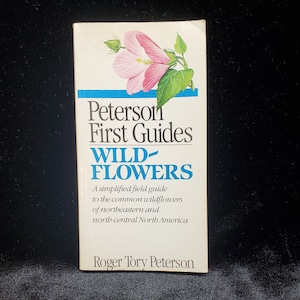 Peterson
First Guides
WILD-
FLOWERS
A simplified field guide
to the common wildflowers
of northeastern and
north-central North America
Roger Tory Peterson